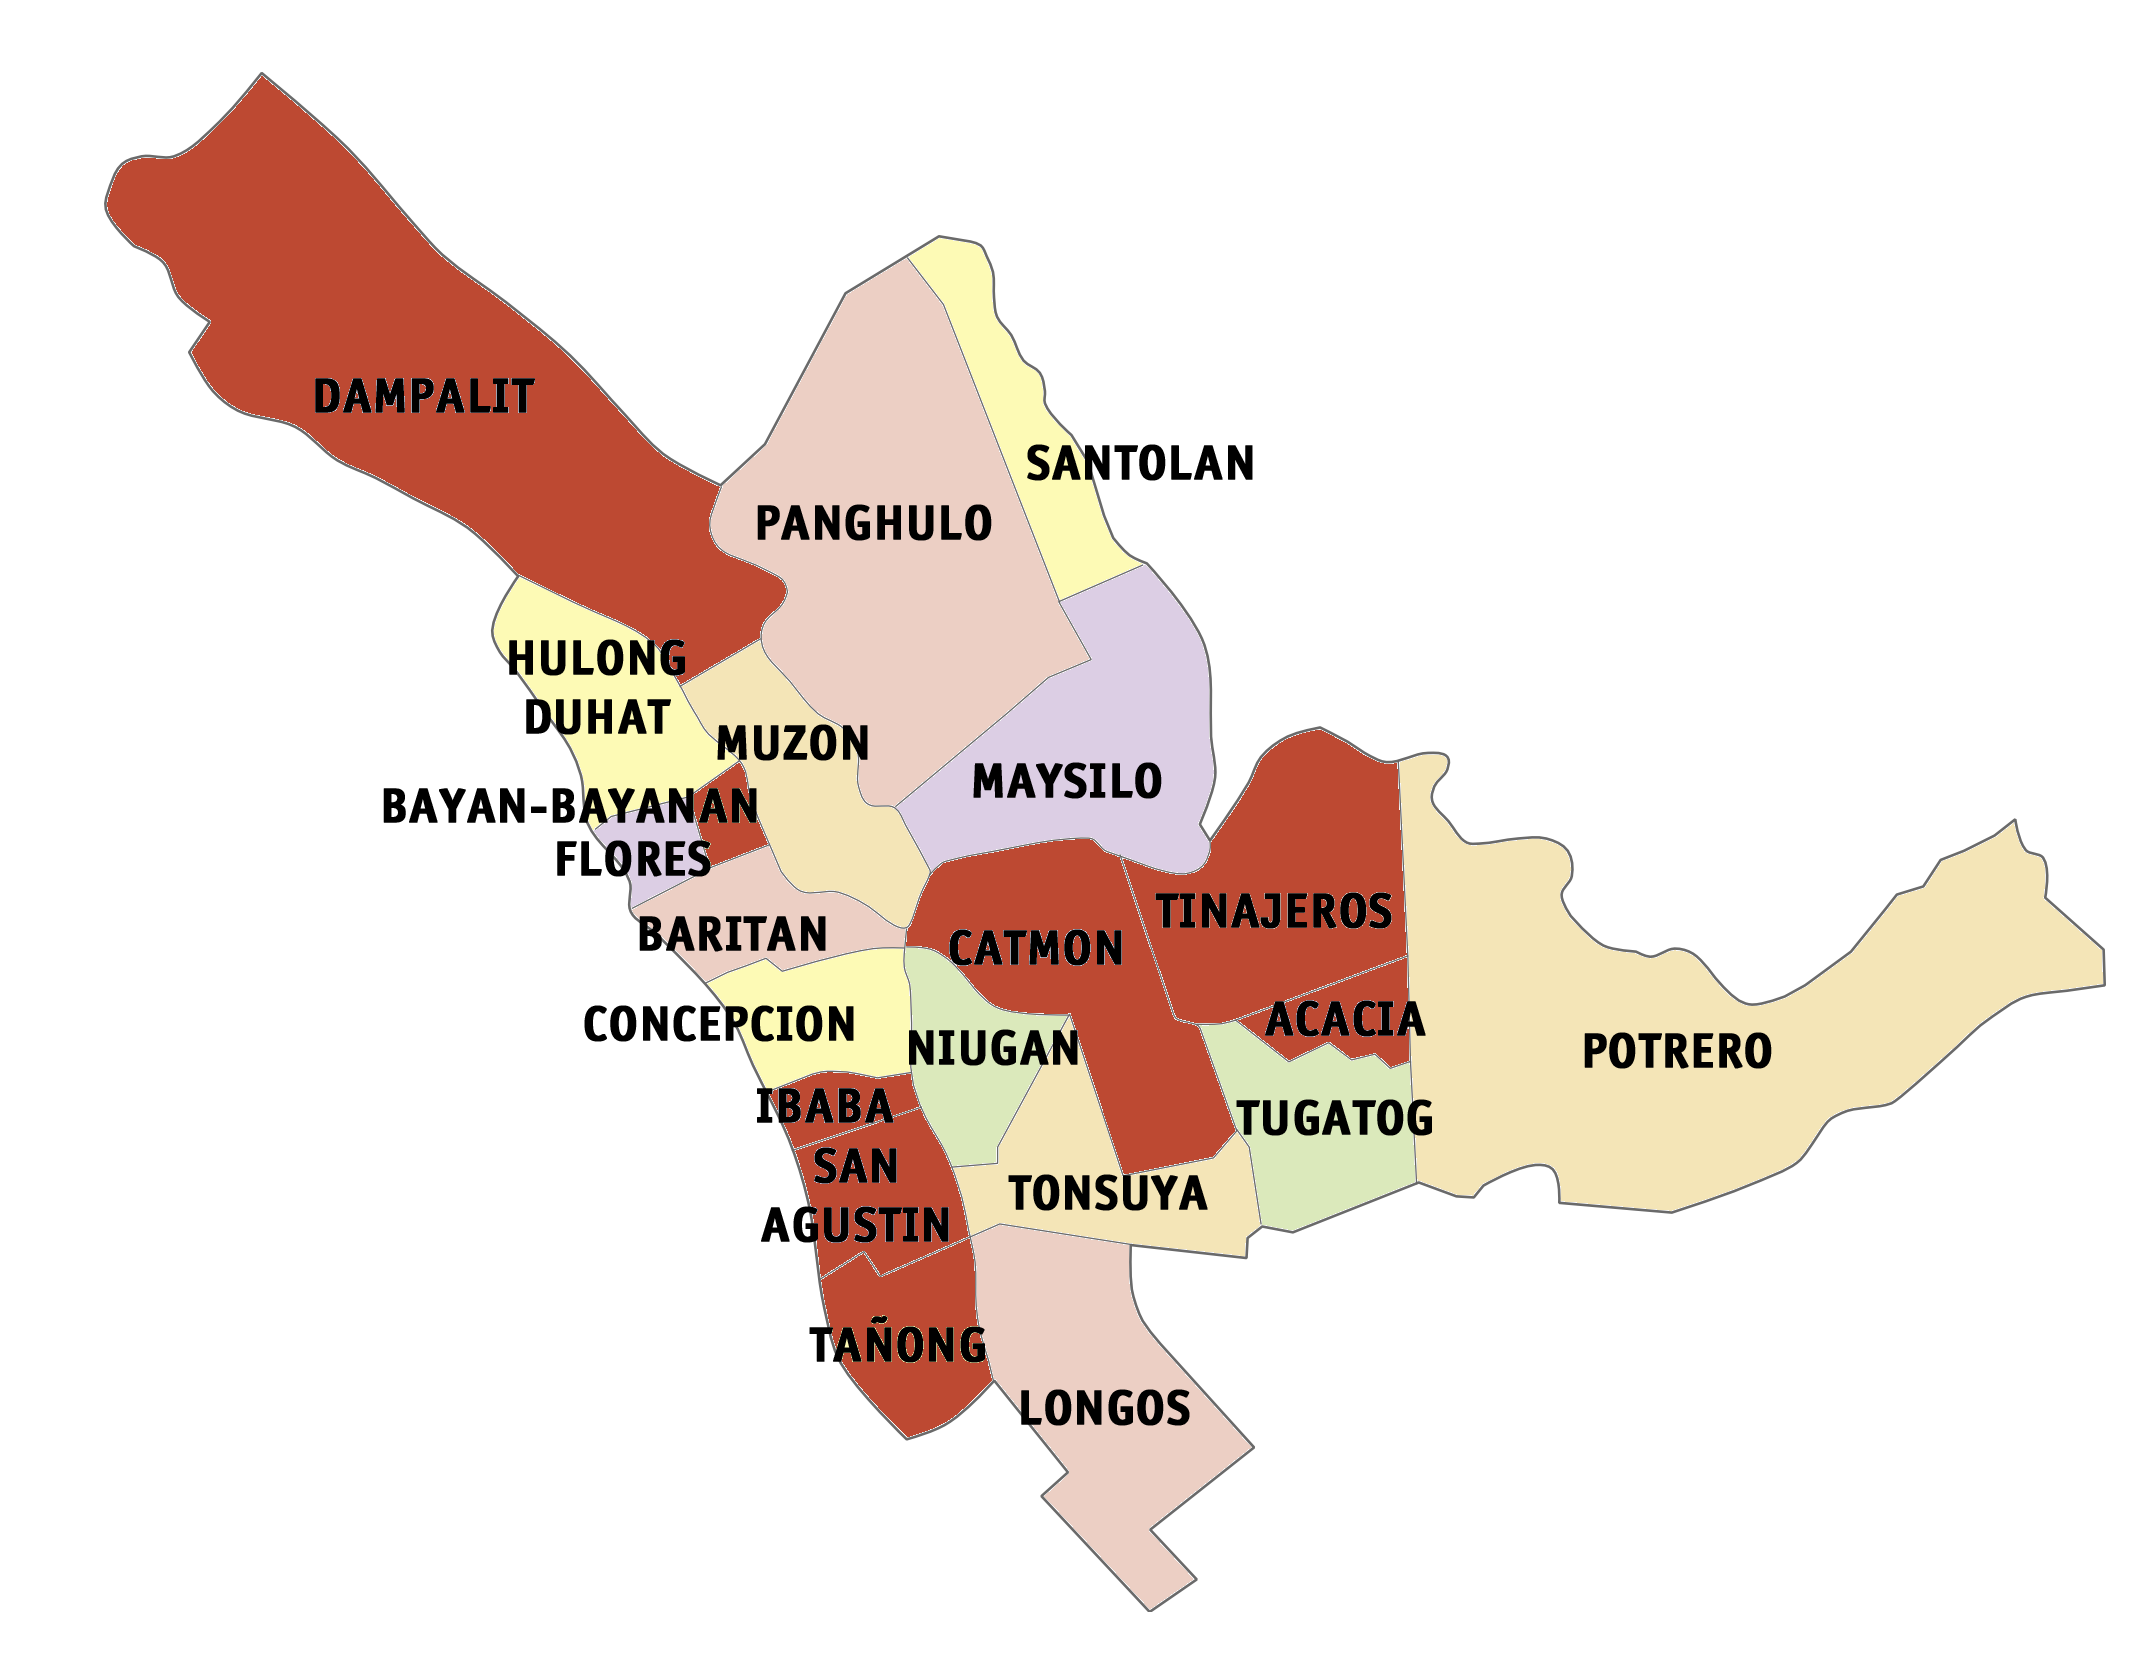 DAMPALIT
SANTOLAN
PANGHULO
HULONG
DUHAT
MUZON
MAYSILO
BAYAN-BAYANAN
FLORES
TINAJEROS
BARITAN
CATMON
ACACIA
CONCEPCION
NIUGAN
POTRERO
IBABA
TUGATOG
SAN
AGUSTIN
TONSUYA
TAÑONG
LONGOS